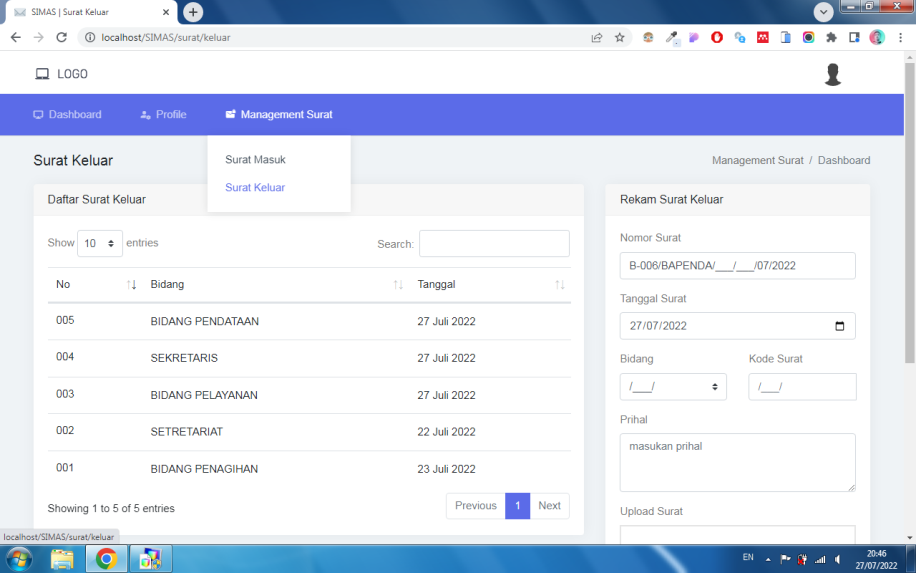 SIMAS | Surat Keluar
localhost/SIMAS/surat/keluar
LOGO
Dashboard Profile Management Surat
Surat Masuk
Surat Keluar
Surat Keluar
Management Surat / Dashboard
Daftar Surat Keluar
Show 10 entries
Search:
No Bidang Tanggal
005 BIDANG PENDATAAN 27 Juli 2022
004 SEKRETARIS 27 Juli 2022
003 BIDANG PELAYANAN 27 Juli 2022
002 SETRETARIAT 22 Juli 2022
001 BIDANG PENAGIHAN 23 Juli 2022
Showing 1 to 5 of 5 entries
Previous 1 Next
Rekam Surat Keluar
Nomor Surat
B-006/BAPENDA/___/___/07/2022
Tanggal Surat
27/07/2022
Bidang Kode Surat
/___/ /___/
Prihal
masukan prihal
Upload Surat
localhost/SIMAS/surat/keluar
EN
20:46
27/07/2022